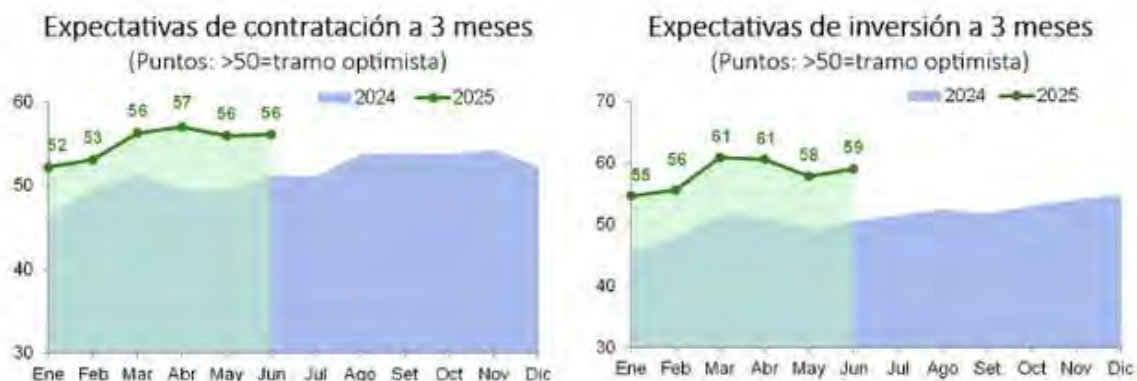 Expectativas de contratación a 3 meses
(Puntos: >50=tramo optimista)
2024 2025
60
50
40
30
52 53 56 57 56 56
Ene Feb Mar Abr May Jun Jul Ago Set Oct Nov Dic
Expectativas de inversión a 3 meses
(Puntos: >50=tramo optimista)
2024 2025
70
60
50
40
30
55 56 61 61 58 59
Ene Feb Mar Abr May Jun Jul Ago Set Oct Nov Dic